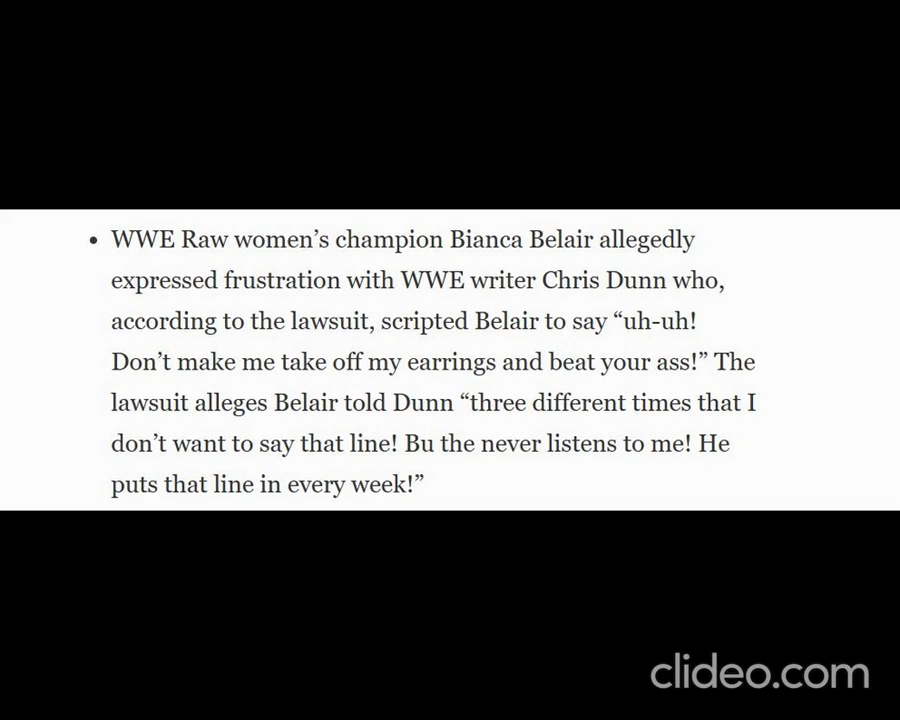 • WWE Raw women’s champion Bianca Belair allegedly
expressed frustration with WWE writer Chris Dunn who,
according to the lawsuit, scripted Belair to say “uh-uh!
Don’t make me take off my earrings and beat your ass!” The
lawsuit alleges Belair told Dunn “three different times that I
don’t want to say that line! Bu the never listens to me! He
puts that line in every week!”
clideo.com